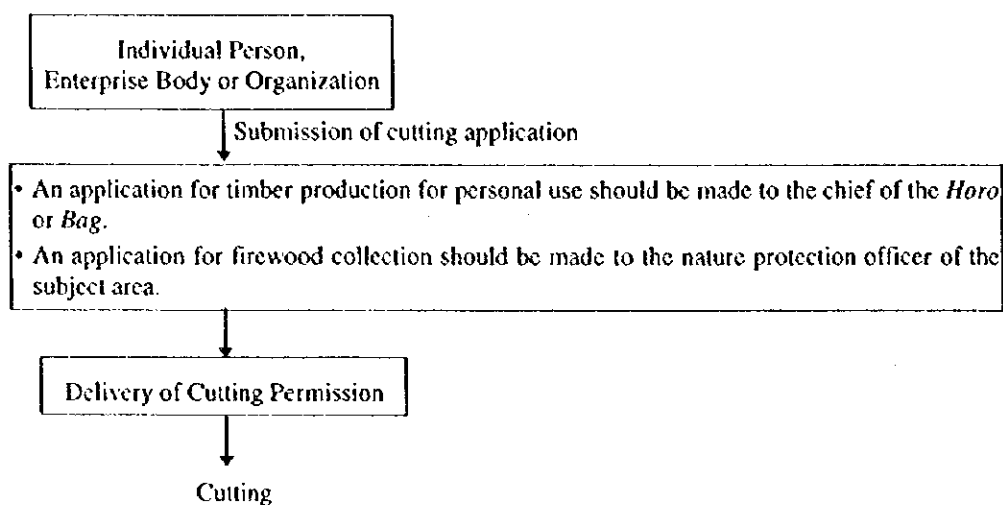 Individual Person,
Enterprise Body or Organization
Submission of cutting application
• An application for timber production for personal use should be made to the chief of the Horo
or Bag.
• An application for firewood collection should be made to the nature protection officer of the
subject area.
Delivery of Cutting Permission
Cutting